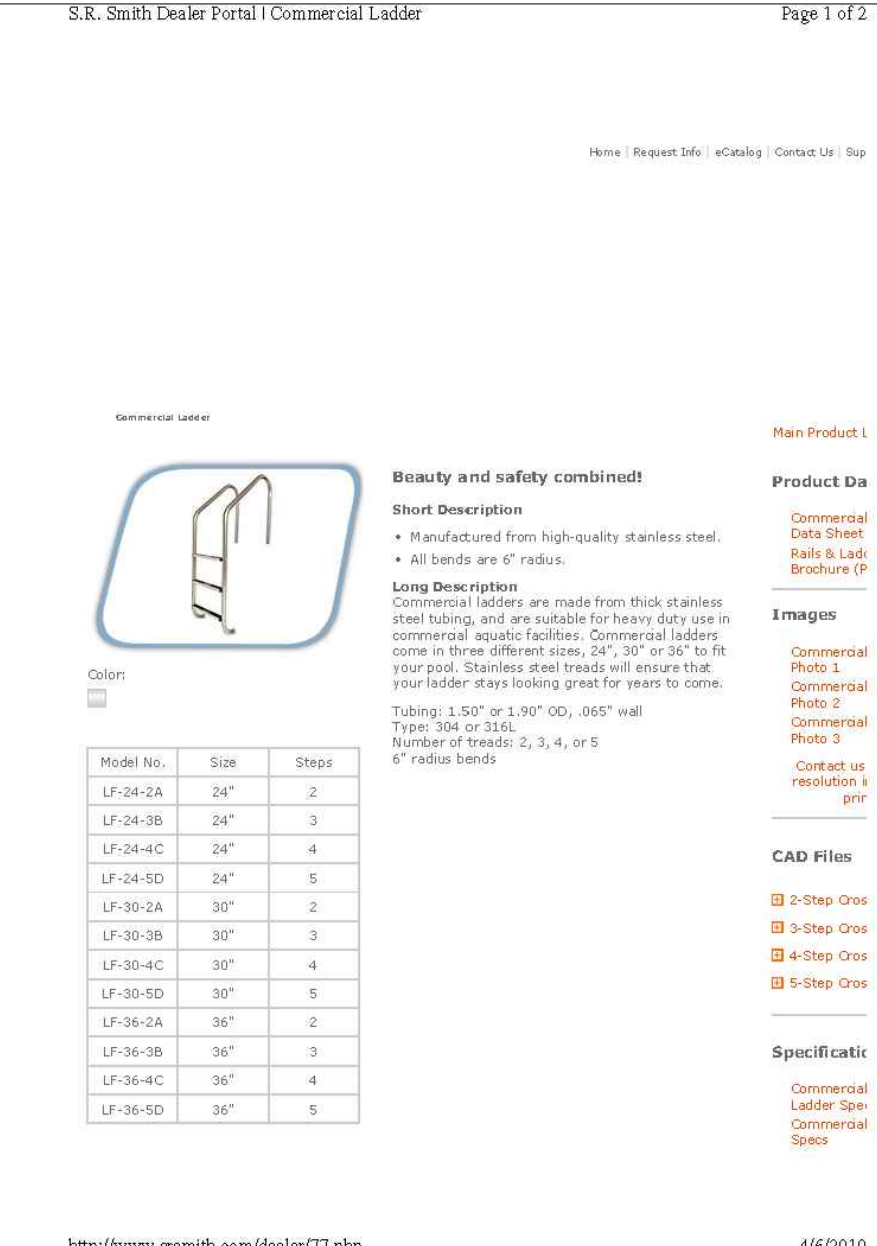 S.R. Smith Dealer Portal | Commercial Ladder Page 1 of 2
Home | Request Info | eCatalog | Contact Us | Sup
Commercial Ladder
Color:
Model No. Size Steps
LF-24-2A 24" 2
LF-24-3B 24" 3
LF-24-4C 24" 4
LF-24-5D 24" 5
LF-30-2A 30" 2
LF-30-3B 30" 3
LF-30-4C 30" 4
LF-30-5D 30" 5
LF-36-2A 36" 2
LF-36-3B 36" 3
LF-36-4C 36" 4
LF-36-5D 36" 5
Beauty and safety combined!
Short Description
• Manufactured from high-quality stainless steel.
• All bends are 6" radius.
Long Description
Commercial ladders are made from thick stainless
steel tubing, and are suitable for heavy duty use in
commercial aquatic facilities. Commercial ladders
come in three different sizes, 24", 30" or 36" to fit
your pool. Stainless steel treads will ensure that
your ladder stays looking great for years to come.
Tubing: 1.50" or 1.90" OD, .065" wall
Type: 304 or 316L
Number of treads: 2, 3, 4, or 5
6" radius bends
Main Product L
Product Da
Commercial
Data Sheet
Rails & Ladd
Brochure (P
Images
Commercial
Photo 1
Commercial
Photo 2
Commercial
Photo 3
Contact us
resolution i
prin
CAD Files
2-Step Cros
3-Step Cros
4-Step Cros
5-Step Cros
Specificatio
Commercial
Ladder Spe
Commercial
Specs
http://www.srsmith.com/dealer/77.php 4/6/2010